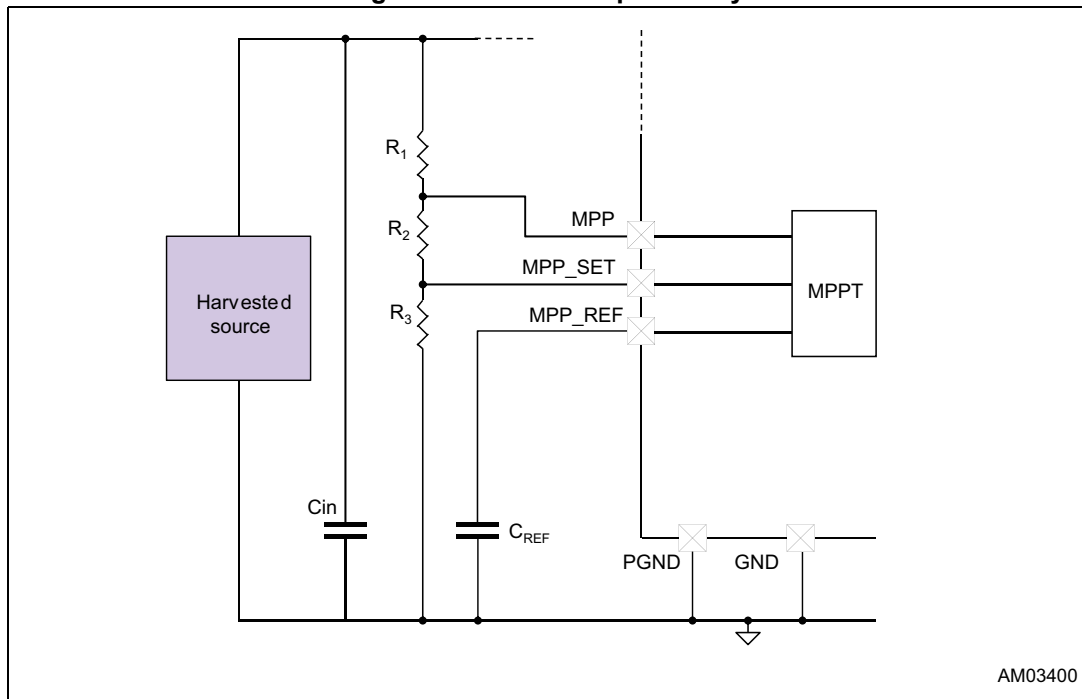 R1
MPP
R2
MPP_SET
Harvested
source
R3
MPP_REF
MPPT
Cin
CREF
PGND
GND
AM03400